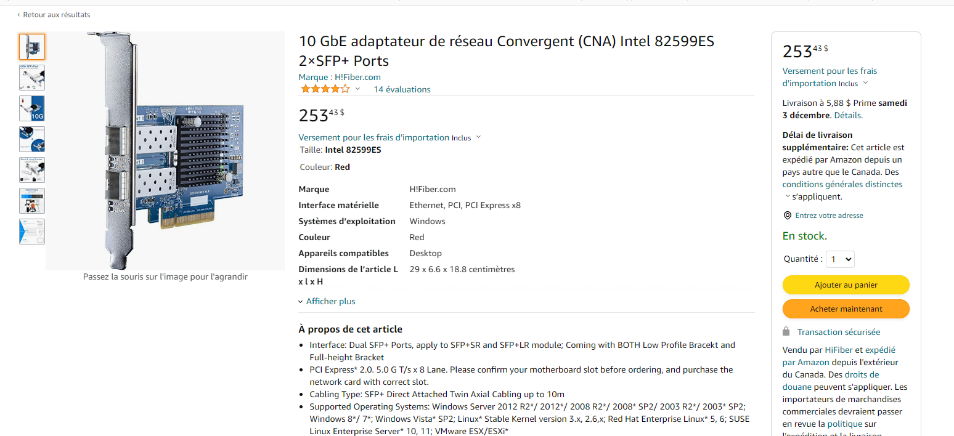 ‹ Retour aux résultats
10 GbE adaptateur de réseau Convergent (CNA) Intel 82599ES
2×SFP+ Ports
Marque : H!Fiber.com
14 évaluations
253 43 $
Versement pour les frais d'importation Inclus
Taille: Intel 82599ES
Couleur: Red
Marque H!Fiber.com
Interface matérielle Ethernet, PCI, PCI Express x8
Systèmes d'exploitation Windows
Couleur Red
Appareils compatibles Desktop
Dimensions de l'article L 29 x 6.6 x 18.8 centimètres
x l x H
Afficher plus
À propos de cet article
• Interface: Dual SFP+ Ports, apply to SFP+SR and SFP+LR module; Coming with BOTH Low Profile Bracekt and
Full-height Bracket
• PCI Express* 2.0. 5.0 G T/s x 8 Lane. Please confirm your motherboard slot before ordering, and purchase the
network card with correct slot.
• Cabling Type: SFP+ Direct Attached Twin Axial Cabling up to 10m
• Supported Operating Systems: Windows Server 2012 R2*/ 2012*/ 2008 R2*/ 2008* SP2/ 2003 R2*/ 2003* SP2;
Windows 8*/ 7*; Windows Vista* SP2; Linux* Stable Kernel version 3.x, 2.6,x; Red Hat Enterprise Linux* 5, 6; SUSE
Linux Enterprise Server* 10, 11; VMware ESX/ESXi*
10G
Passez la souris sur l'image pour l'agrandir
253 43 $
Versement pour les frais
d'importation Inclus
Livraison à 5,88 $ Prime samedi
3 décembre. Détails.
Délai de livraison
supplémentaire: Cet article est
expédié par Amazon depuis un
pays autre que le Canada. Des
conditions générales distinctes
s'appliquent.
Entrez votre adresse
En stock.
Quantité : 1
Ajouter au panier
Acheter maintenant
Transaction sécurisée
Vendu par HiFiber et expédié
par Amazon depuis l'extérieur
du Canada. Des droits de
douane peuvent s'appliquer. Les
importateurs de marchandises
commerciales devraient passer
en revue la politique sur
l'expédition et la livraison